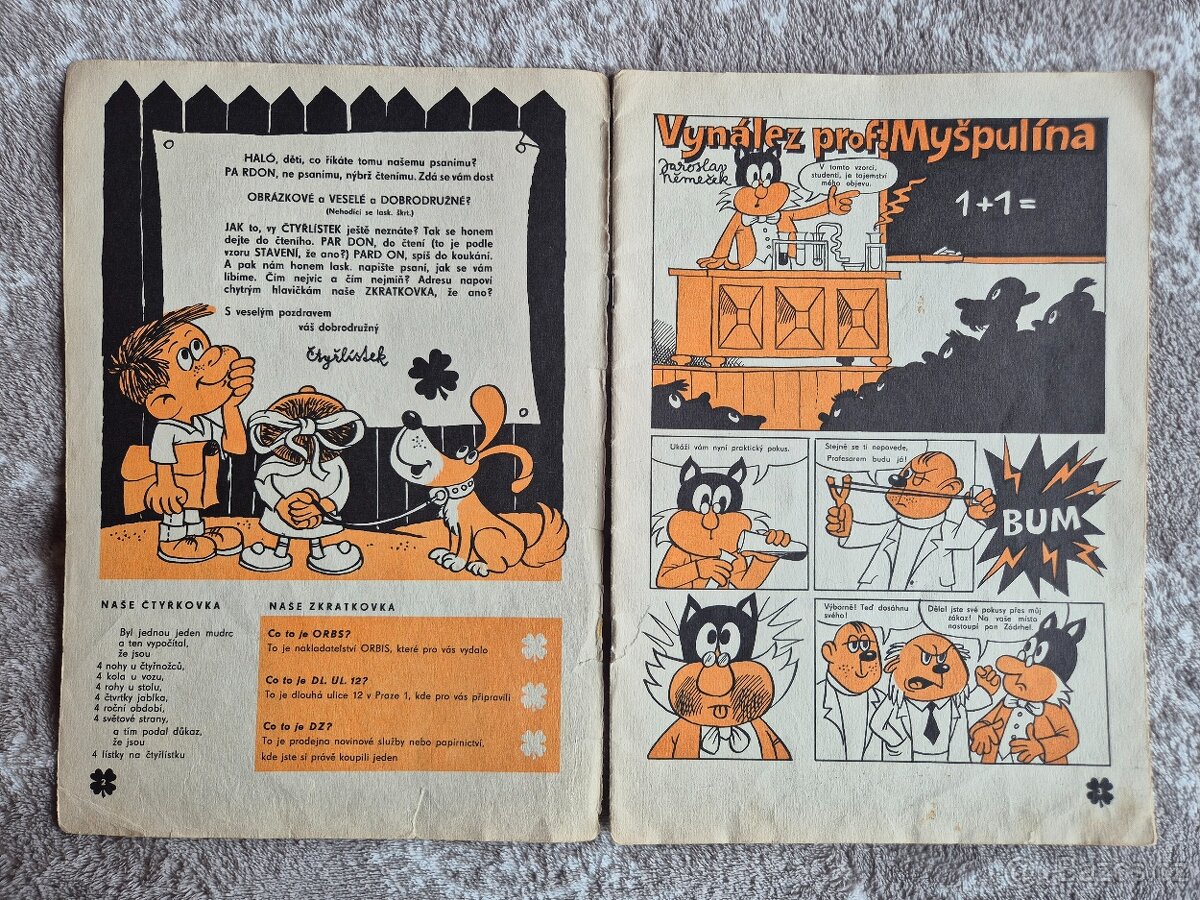 HALÓ, děti, co říkáte tomu našemu psanímu?
PA RDON, ne psanímu, nýbrž čtenímu. Zdá se vám dost
OBRÁZKOVÉ a VESELÉ a DOBRODRUŽNÉ?
(Nehodící se lask. škrt.)
JAK to, vy ČTYŘLÍSTEK ještě neznáte? Tak se honem
dejte do čteního. PAR DON, do čtení (to je podle
vzoru STAVENÍ, že ano?) PARD ON, spíš do koukání.
A pak nám honem lask. napište psaní, jak se vám
líbíme. Čím nejvíc a čím nejmíň? Adresu napoví
chytrým hlavičkám naše ZKRATKOVKA, že ano?
S veselým pozdravem
váš dobrodružný
Čtyřlístek
NAŠE ČTYŘKOVKA
Byl jednou jeden mudrc
a ten vypočítal,
že jsou
4 nohy u čtyřnožců,
4 kola u vozu,
4 rohy u stolu,
4 čtvrtky jablka,
4 roční období,
4 světové strany,
a tím podal důkaz,
že jsou
4 lístky na čtyřlístku
NAŠE ZKRATKOVKA
Co to je ORBS?
To je nakladatelství ORBIS, které pro vás vydalo
Co to je DL. UL. 12?
To je dlouhá ulice 12 v Praze 1, kde pro vás připravili
Co to je DZ?
To je prodejna novinové služby nebo papírnictví,
kde jste si právě koupili jeden
2
Vynález prof. Myšpulína
Jaroslav
Němeček
V tomto vzorci,
studenti, je tajemství
mého objevu.
1+1=
Ukáži vám nyní praktický pokus.
Stejně se ti nepovede,
Profesorem budu já!
BUM
Výborně! Teď dosáhnu
svého!
Dělal jste své pokusy přes můj
zákaz! Na vaše místo
nastoupí pan Zádrhel.
3